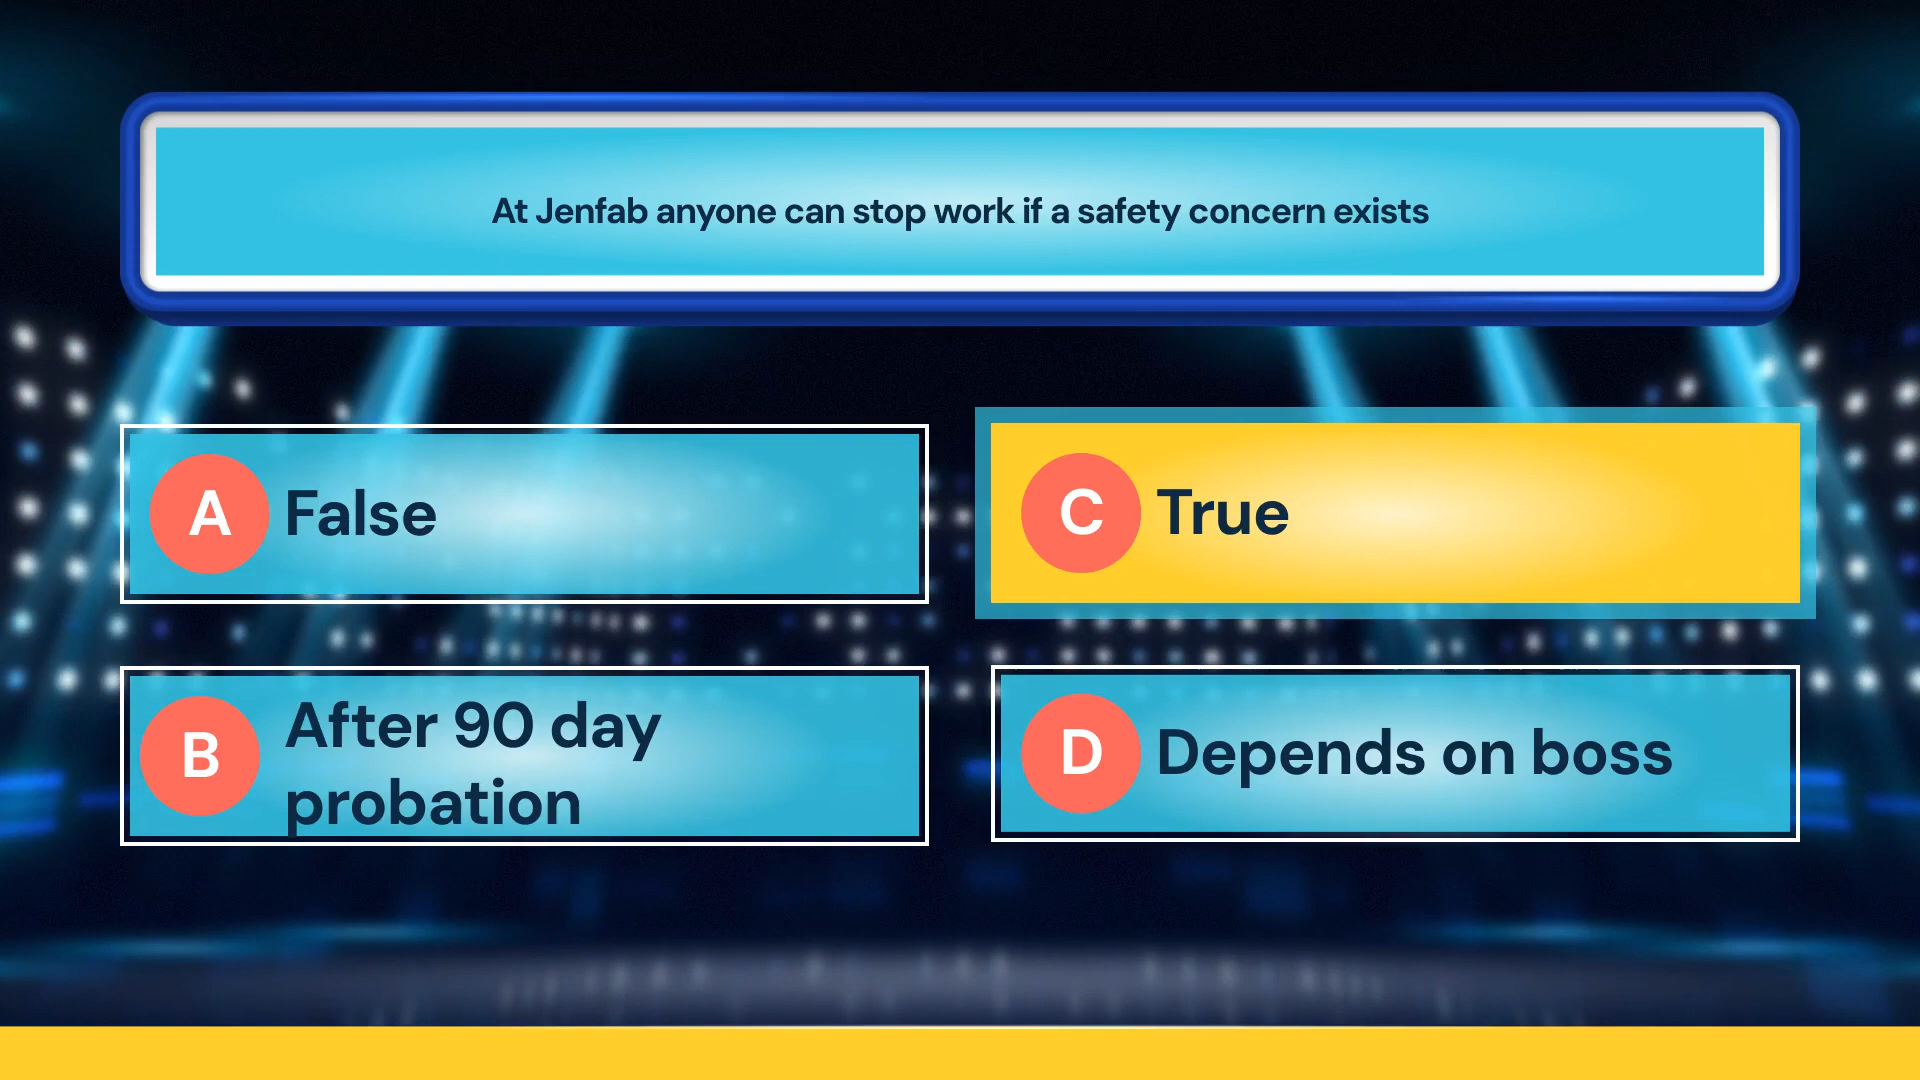 At Jenfab anyone can stop work if a safety concern exists
A
False
C
True
B
After 90 day
probation
D
Depends on boss